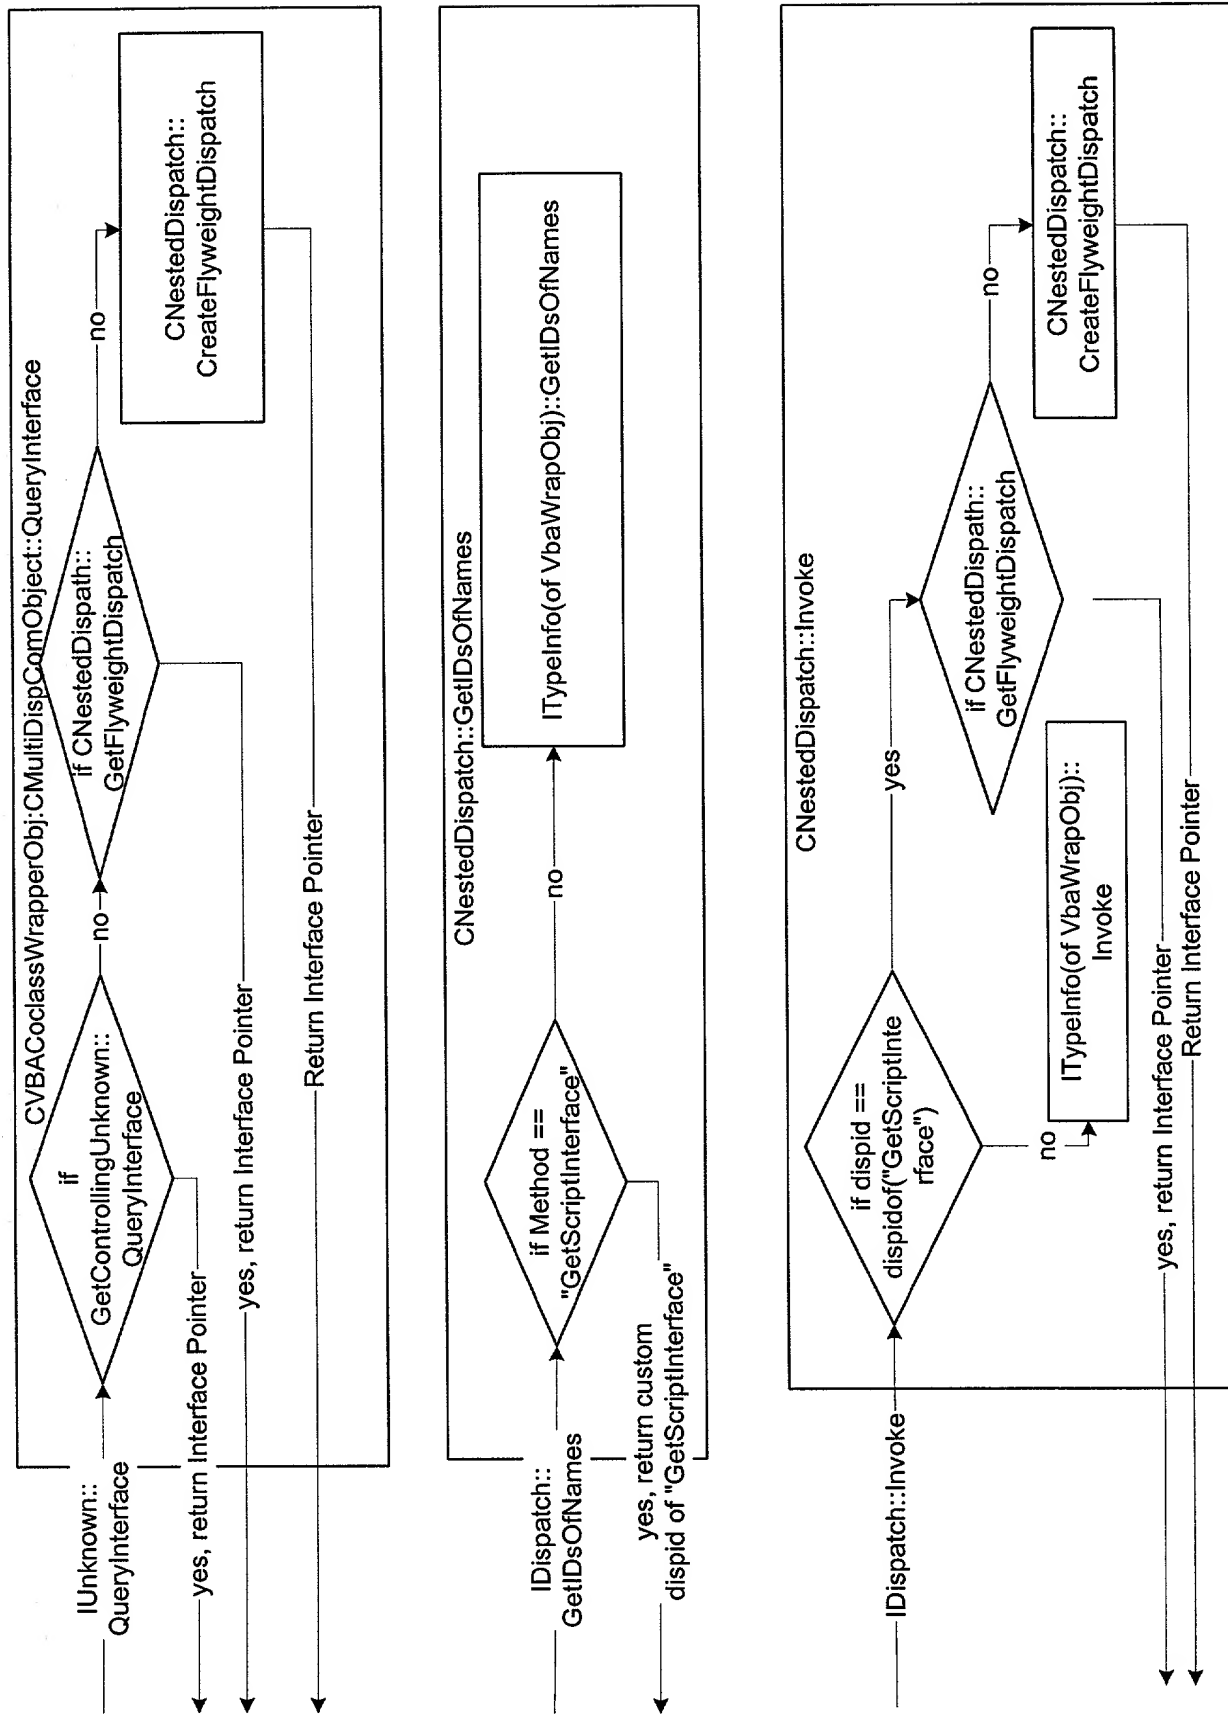 CVBACoclassWrapperObj:CMultiDispComObject::QueryInterface
IUnknown::
QueryInterface
if
GetControllingUnknown::
QueryInterface
no
if CNestedDispath::
GetFlyweightDispatch
no
CNestedDispatch::
CreateFlyweightDispatch
yes, return Interface Pointer
yes, return Interface Pointer
Return Interface Pointer
CNestedDispatch::GetIDsOfNames
IDispatch::
GetIDsOfNames
if Method ==
"GetScriptInterface"
no
ITypeInfo(of VbaWrapObj)::GetIDsOfNames
yes, return custom
dispid of "GetScriptInterface"
CNestedDispatch::Invoke
IDispatch::Invoke
if dispid ==
dispidof("GetScriptInte
rface")
yes
no
ITypeInfo(of VbaWrapObj)::
Invoke
if CNestedDispath::
GetFlyweightDispatch
no
CNestedDispatch::
CreateFlyweightDispatch
yes, return Interface Pointer
Return Interface Pointer